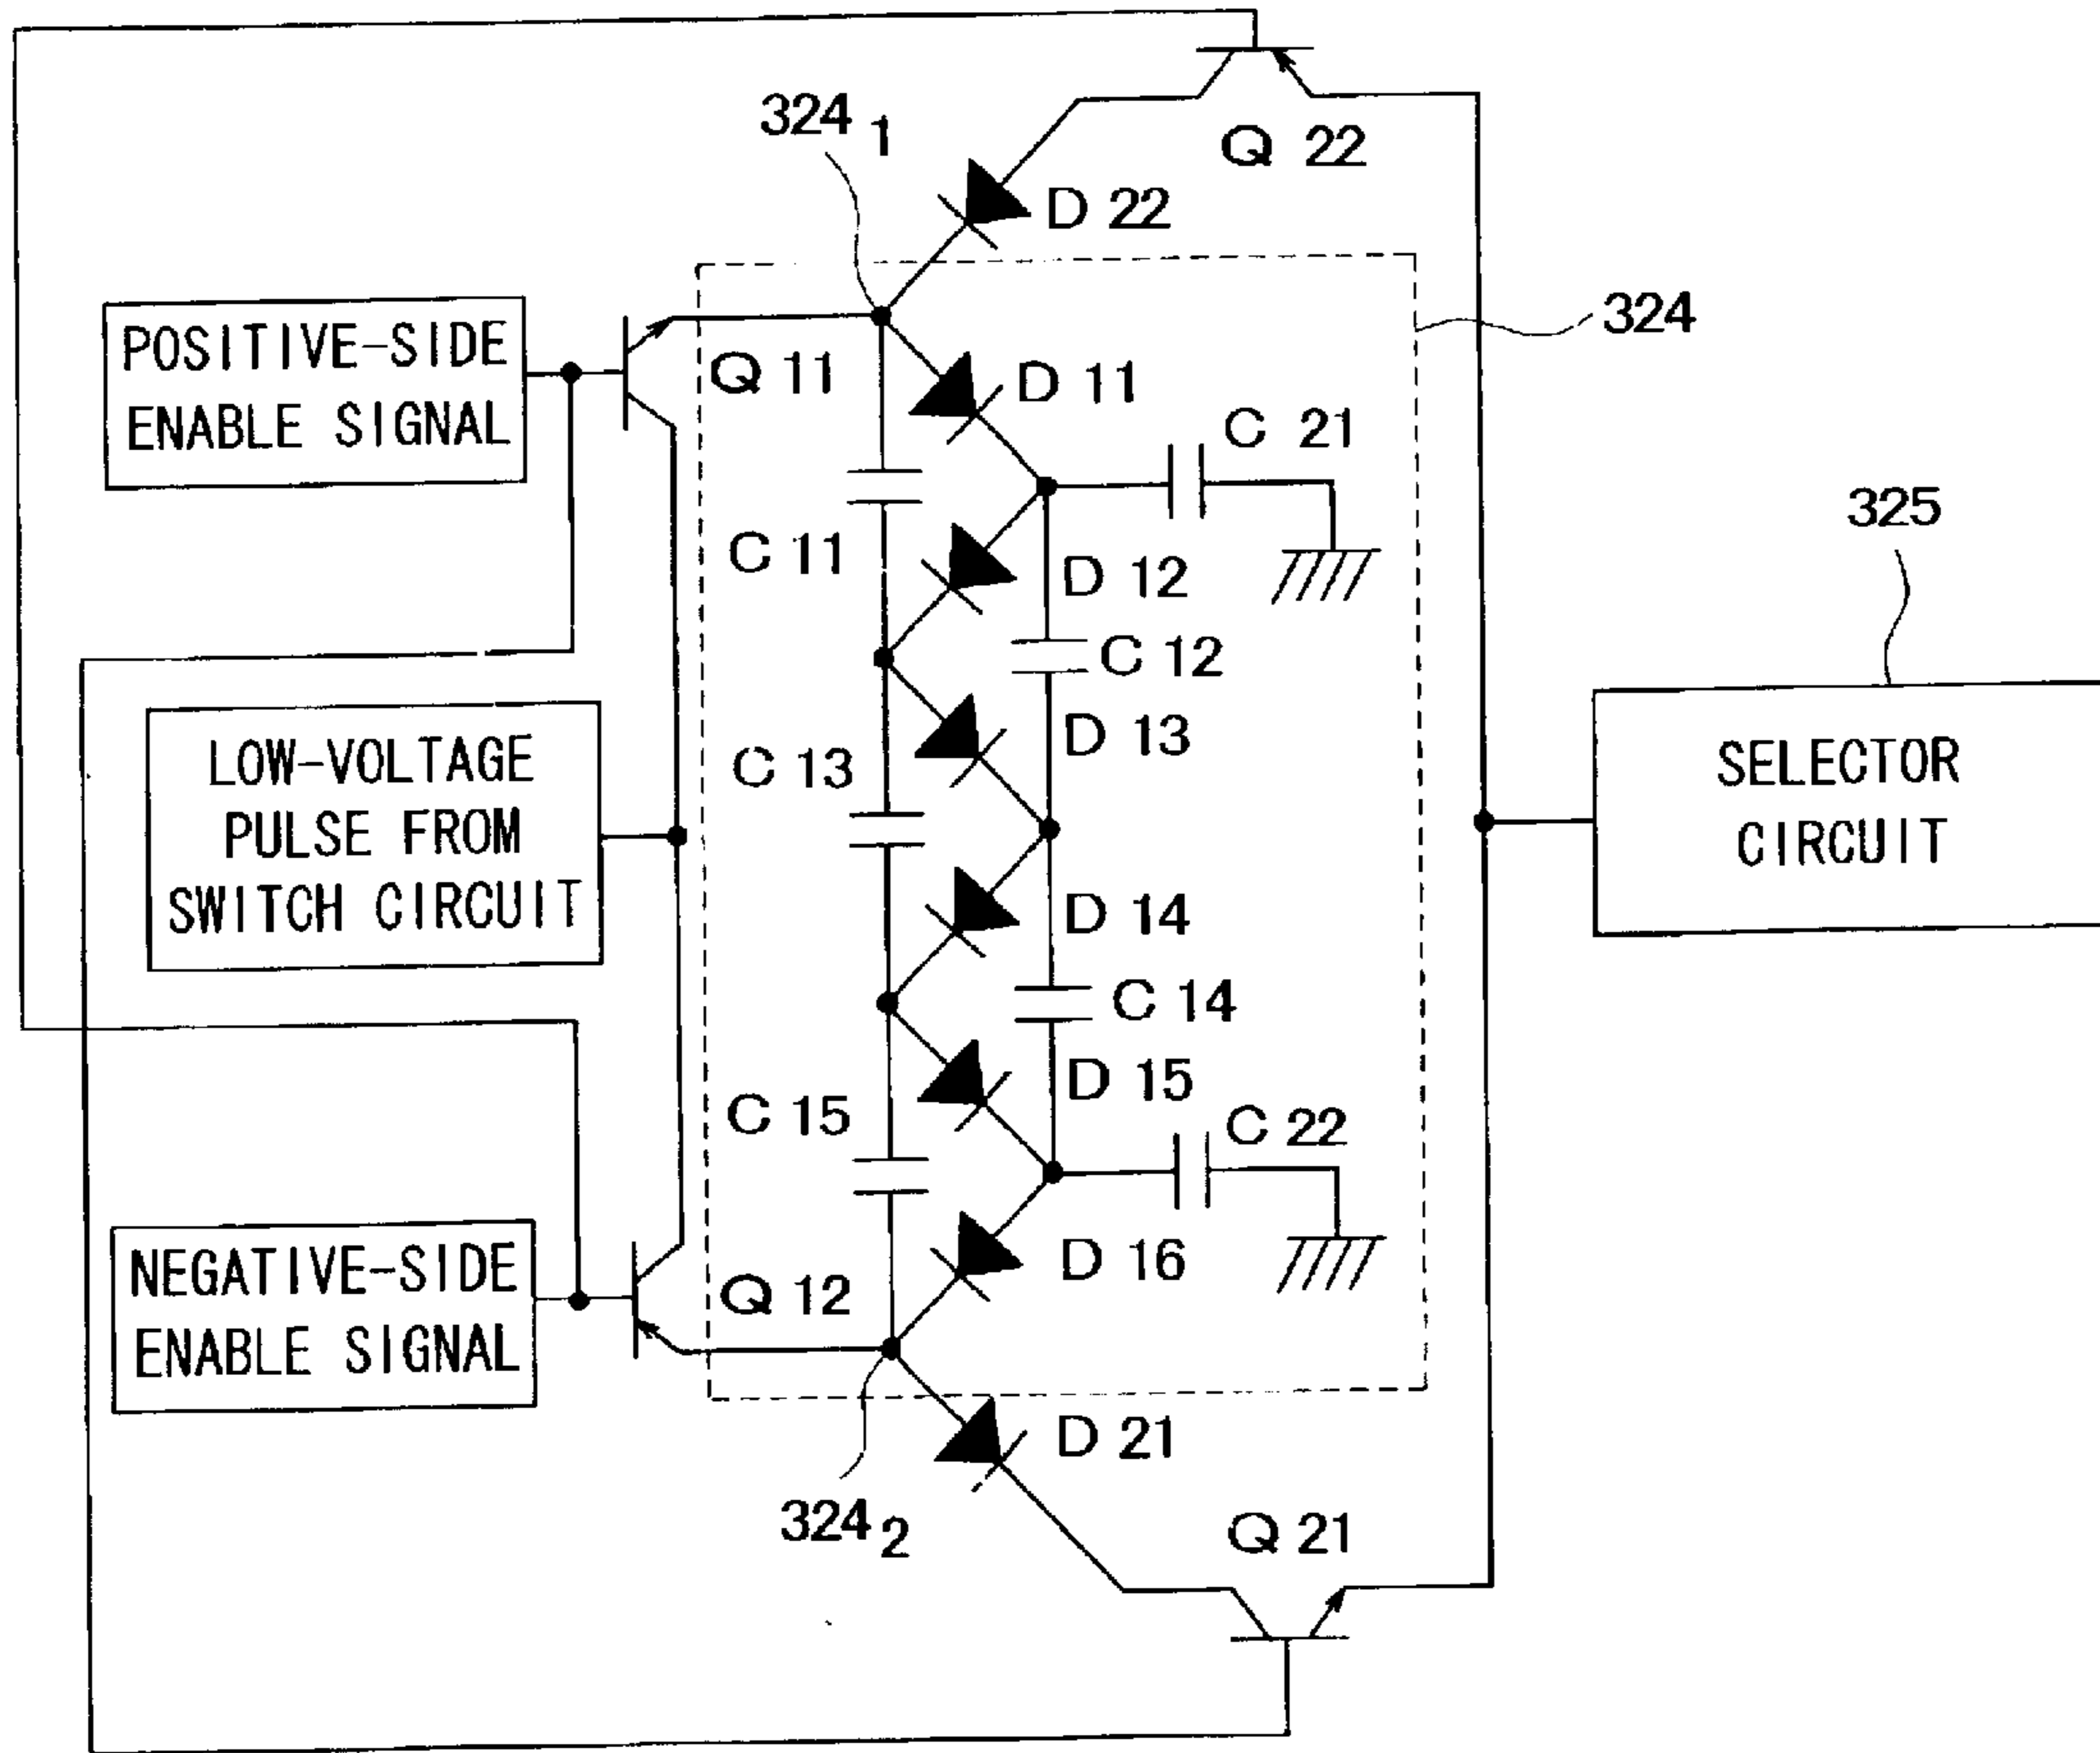 324 1
Q 22
D 22
324
POSITIVE-SIDE
ENABLE SIGNAL
Q 11
D 11
C 21
325
C 11
D 12
C 12
D 13
LOW-VOLTAGE
PULSE FROM
SWITCH CIRCUIT
C 13
SELECTOR
CIRCUIT
D 14
C 14
D 15
C 15
C 22
NEGATIVE-SIDE
ENABLE SIGNAL
Q 12
D 16
D 21
324 2
Q 21